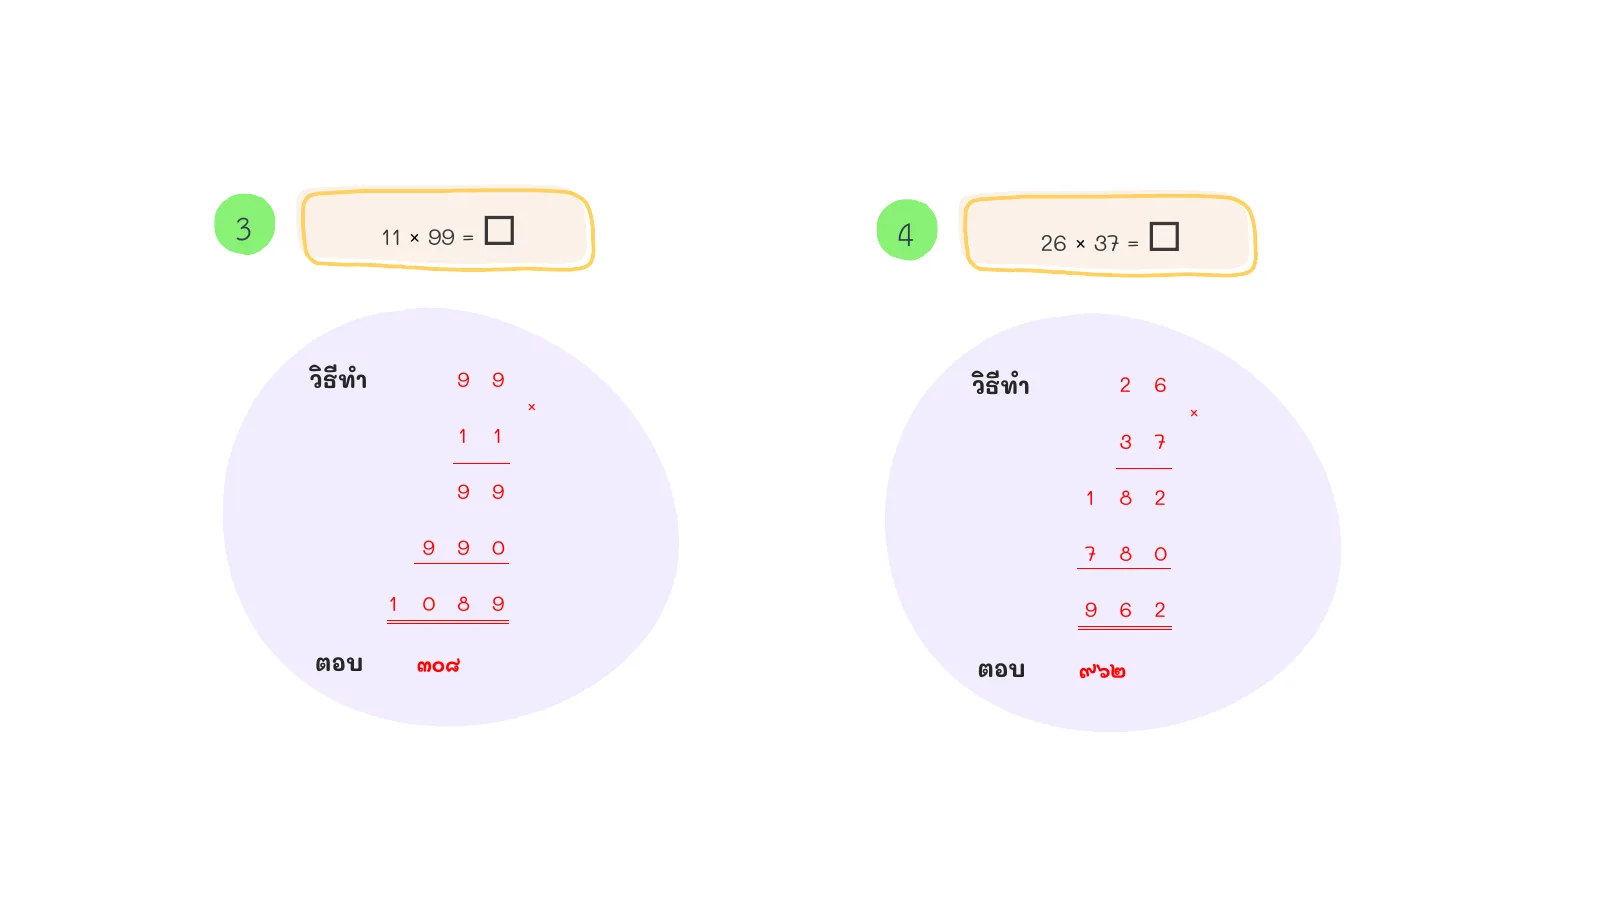 3
11 × 99 = □
วิธีทำ 9 9
×
1 1
9 9
9 9 0
1 0 8 9
ตอบ ๓๐๘
4
26 × 37 = □
วิธีทำ 2 6
×
3 7
1 8 2
7 8 0
9 6 2
ตอบ ๙๖๒